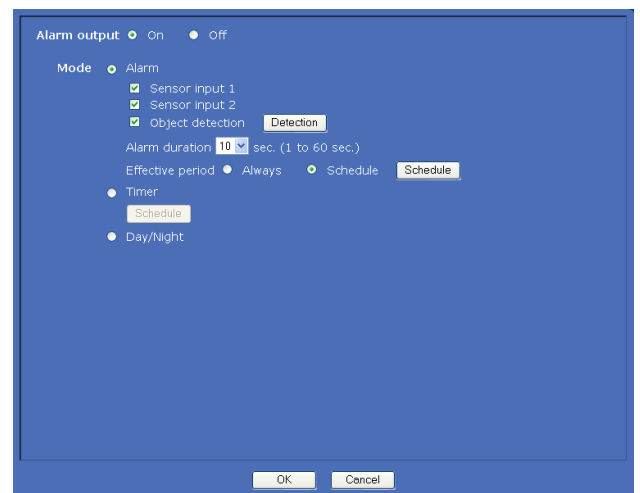 Alarm output On Off
Mode Alarm
Sensor input 1
Sensor input 2
Object detection Detection
Alarm duration 10 sec. (1 to 60 sec.)
Effective period Always Schedule Schedule
Timer
Schedule
Day/Night
OK Cancel